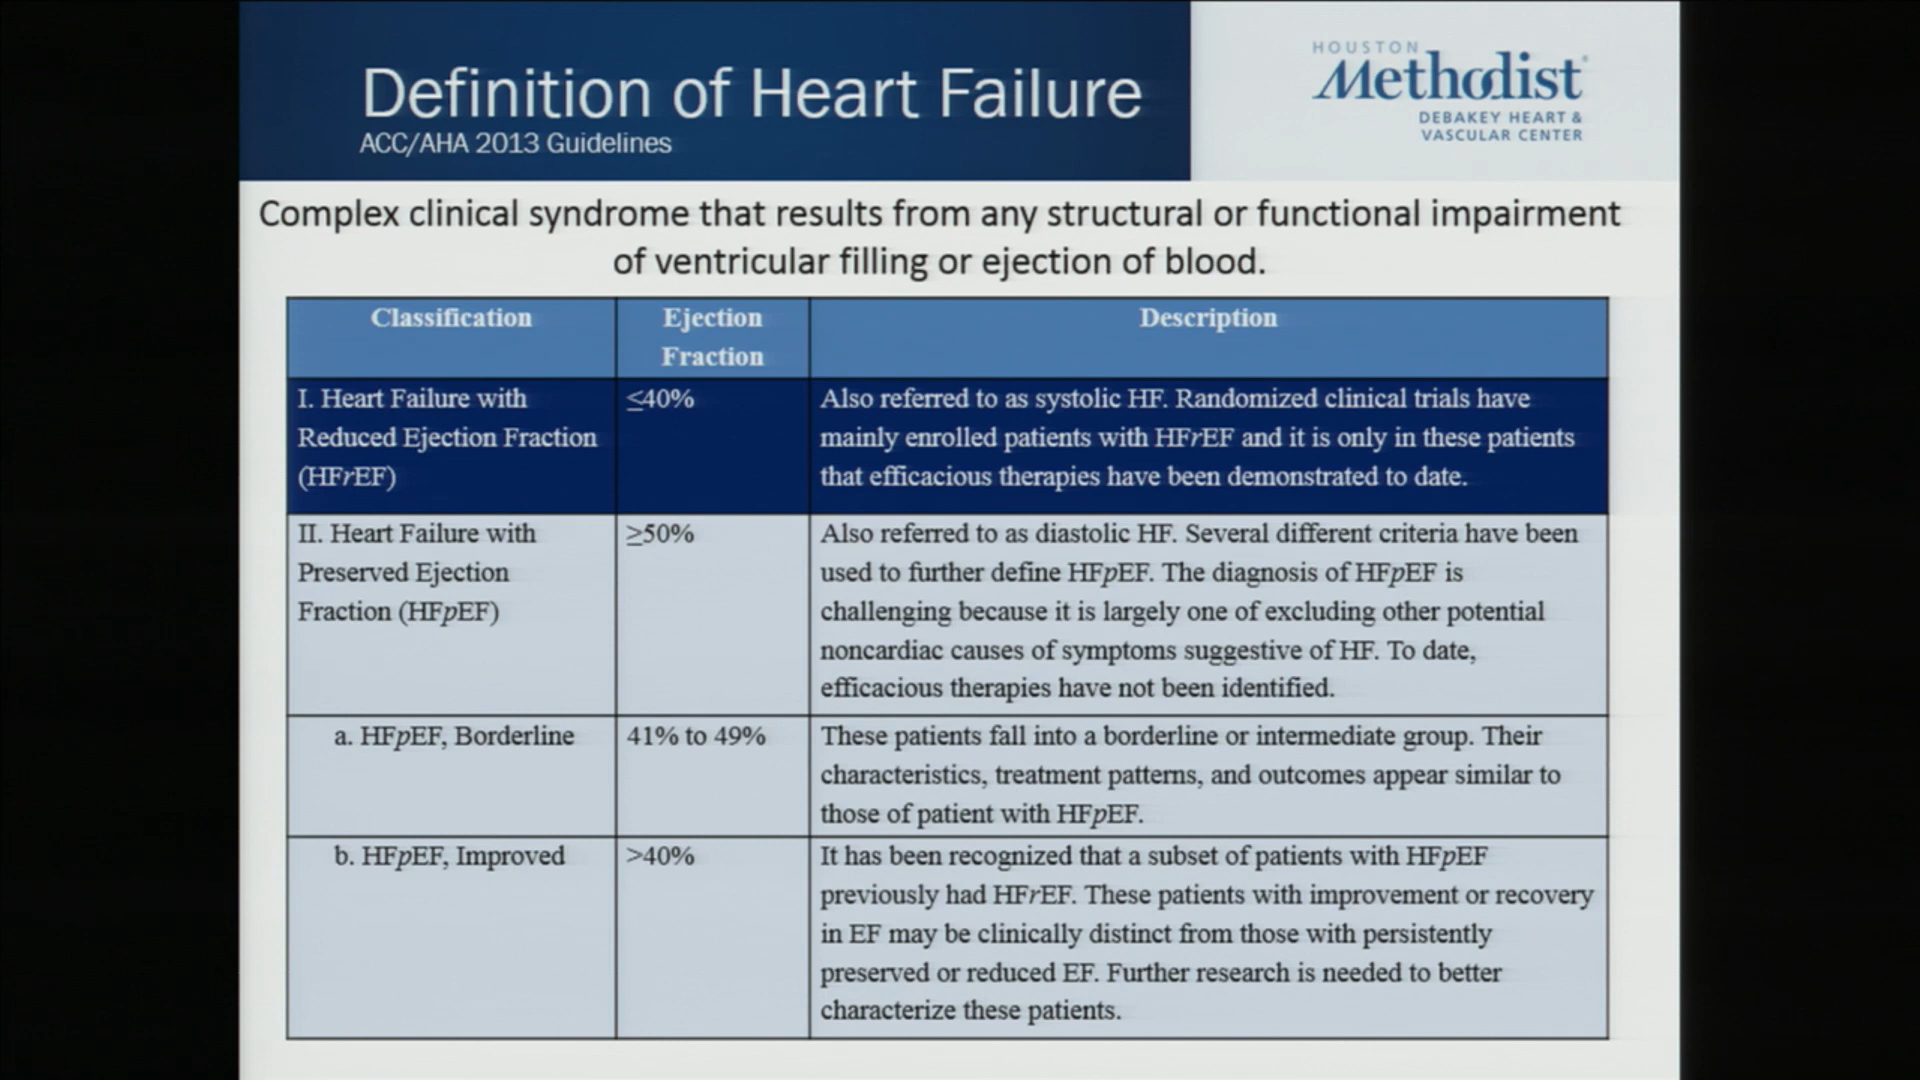 Definition of Heart Failure
ACC/AHA 2013 Guidelines
HOUSTON
Methodist
DEBAKEY HEART &
VASCULAR CENTER
Complex clinical syndrome that results from any structural or functional impairment
of ventricular filling or ejection of blood.
Classification
Ejection
Fraction
Description
I. Heart Failure with
Reduced Ejection Fraction
(HFrEF)
≤40%
Also referred to as systolic HF. Randomized clinical trials have
mainly enrolled patients with HFrEF and it is only in these patients
that efficacious therapies have been demonstrated to date.
II. Heart Failure with
Preserved Ejection
Fraction (HFpEF)
≥50%
Also referred to as diastolic HF. Several different criteria have been
used to further define HFpEF. The diagnosis of HFpEF is
challenging because it is largely one of excluding other potential
noncardiac causes of symptoms suggestive of HF. To date,
efficacious therapies have not been identified.
a. HFpEF, Borderline
41% to 49%
These patients fall into a borderline or intermediate group. Their
characteristics, treatment patterns, and outcomes appear similar to
those of patient with HFpEF.
b. HFpEF, Improved
>40%
It has been recognized that a subset of patients with HFpEF
previously had HFrEF. These patients with improvement or recovery
in EF may be clinically distinct from those with persistently
preserved or reduced EF. Further research is needed to better
characterize these patients.